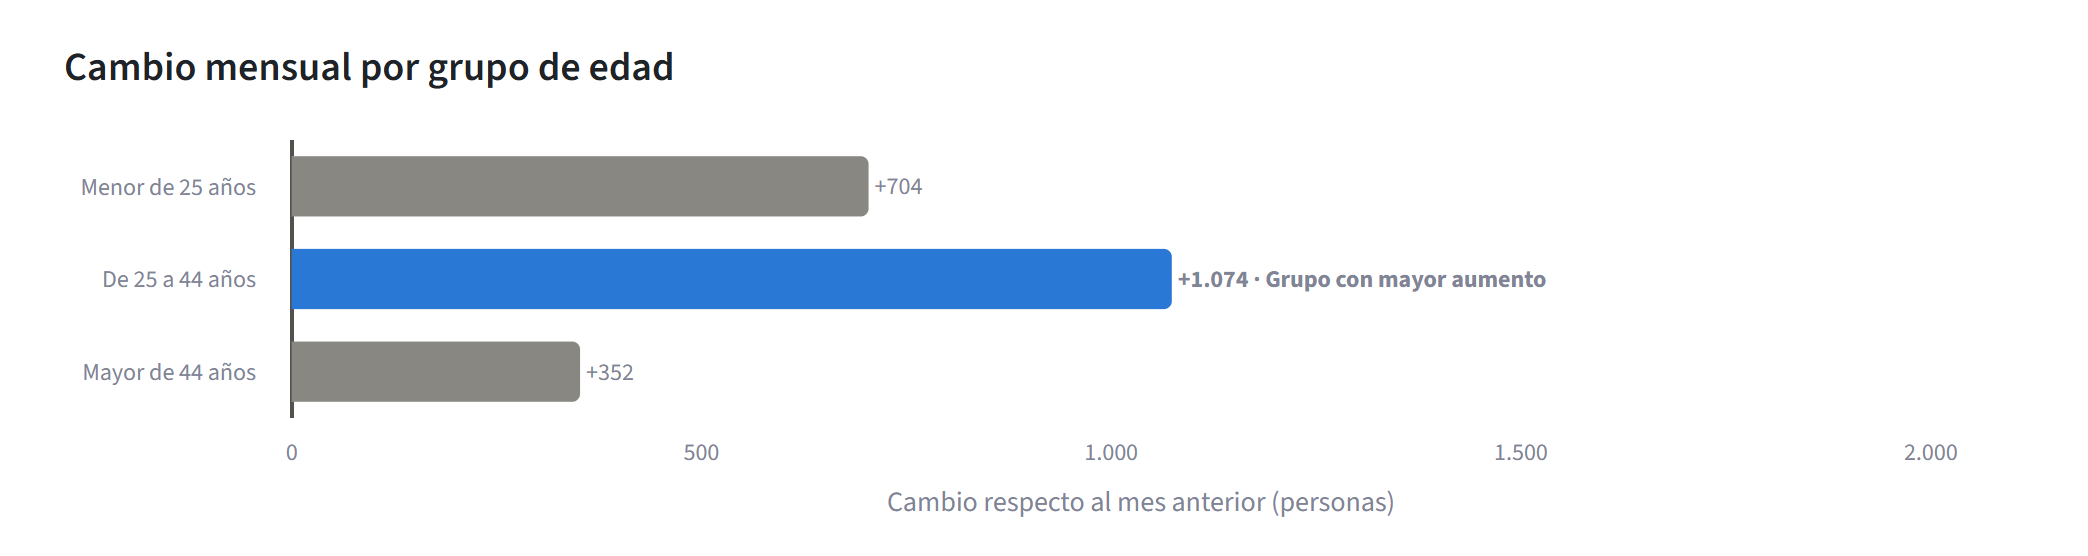 Cambio mensual por grupo de edad
Menor de 25 años +704
De 25 a 44 años +1.074 · Grupo con mayor aumento
Mayor de 44 años +352
0 500 1.000 1.500 2.000
Cambio respecto al mes anterior (personas)